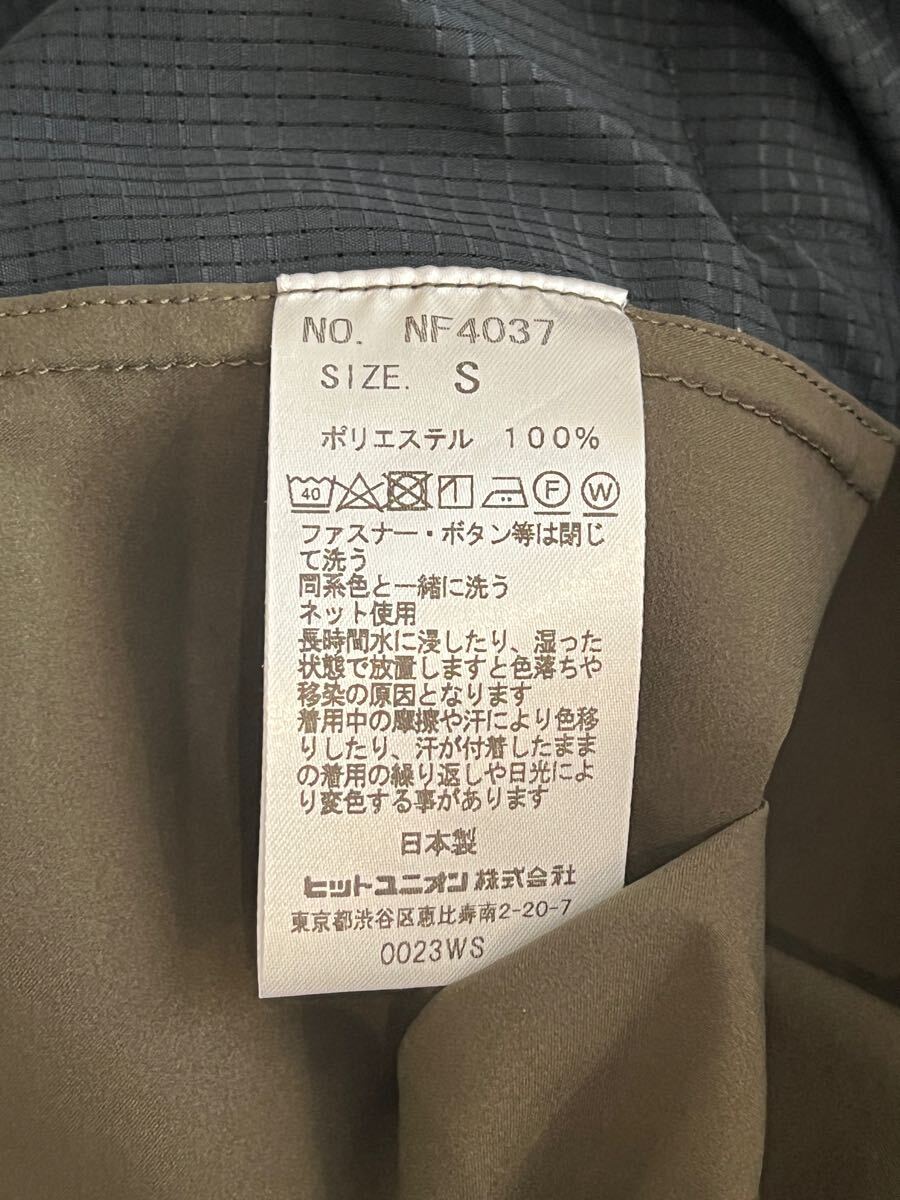 NO. NF4037
SIZE. S
ポリエステル 100%
40 F W
ファスナー・ボタン等は閉じ
て洗う
同系色と一緒に洗う
ネット使用
長時間水に浸したり、湿った
状態で放置しますと色落ちや
移染の原因となります
着用中の摩擦や汗により色移
りしたり、汗が付着したまま
の着用の繰り返しや日光によ
り変色する事があります
日本製
ヒットユニオン株式会社
東京都渋谷区恵比寿南2-20-7
0023WS